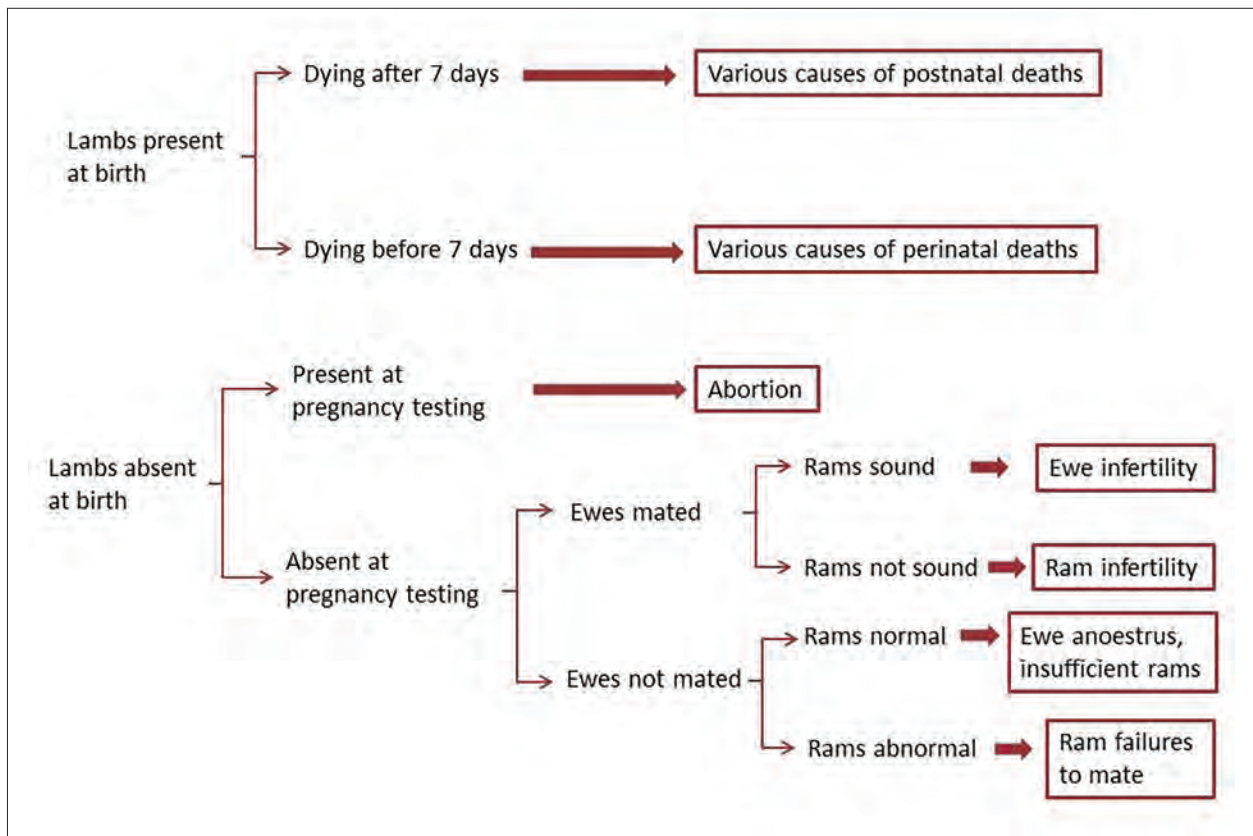 Dying after 7 days
Various causes of postnatal deaths
Lambs present
at birth
Dying before 7 days
Various causes of perinatal deaths
Present at
pregnancy testing
Abortion
Lambs absent
at birth
Rams sound
Ewe infertility
Ewes mated
Absent at
pregnancy testing
Rams not sound
Ram infertility
Rams normal
Ewe anoestrus,
insufficient rams
Ewes not mated
Rams abnormal
Ram failures
to mate